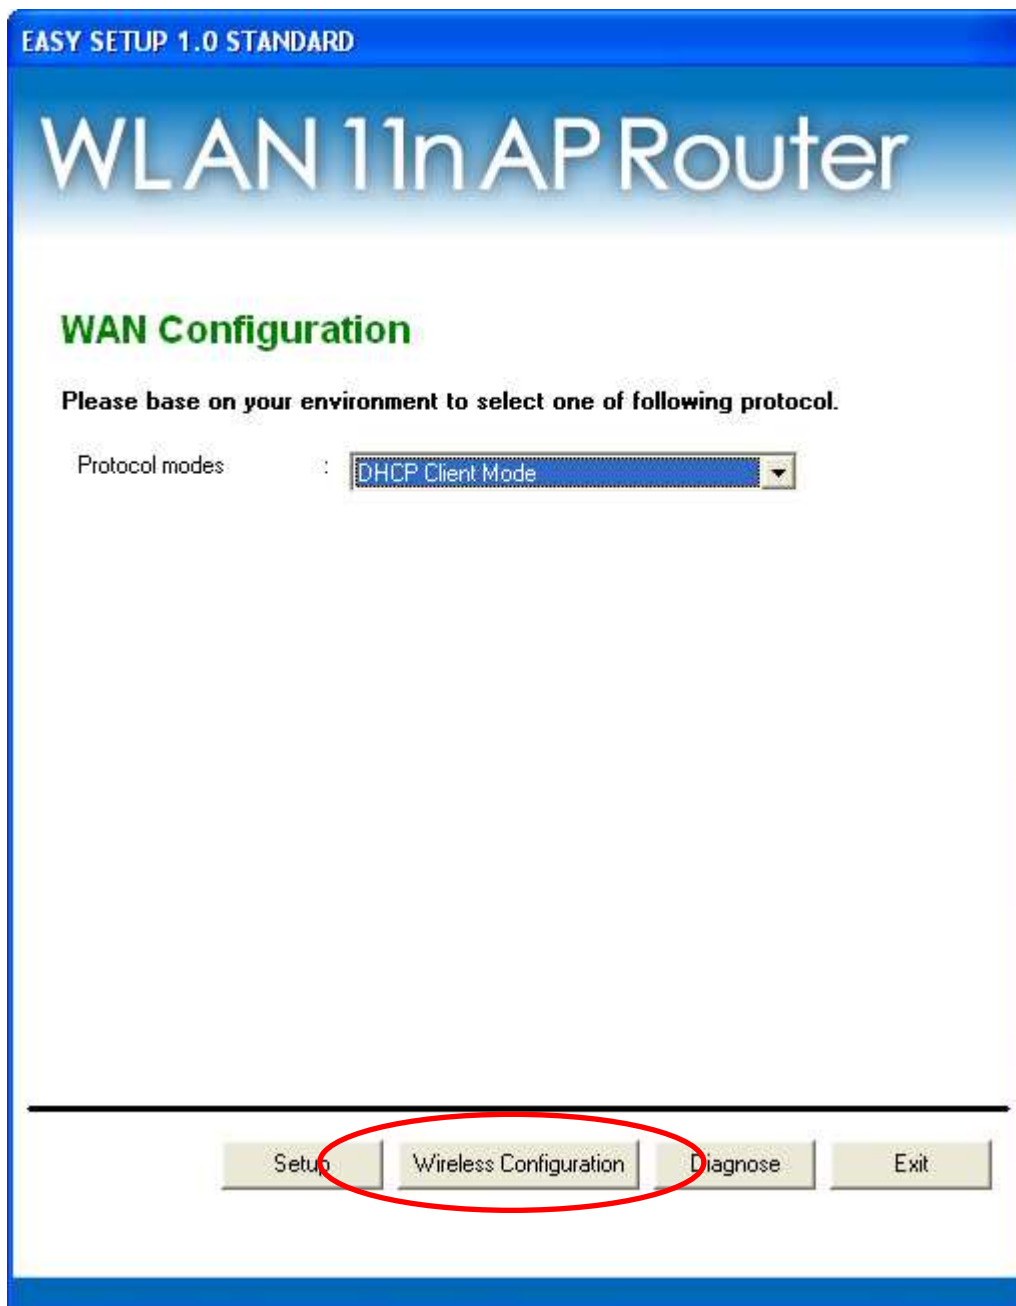 EASY SETUP 1.0 STANDARD
WLAN 11n AP Router
WAN Configuration
Please base on your environment to select one of following protocol.
Protocol modes : DHCP Client Mode
Setup Wireless Configuration Diagnose Exit